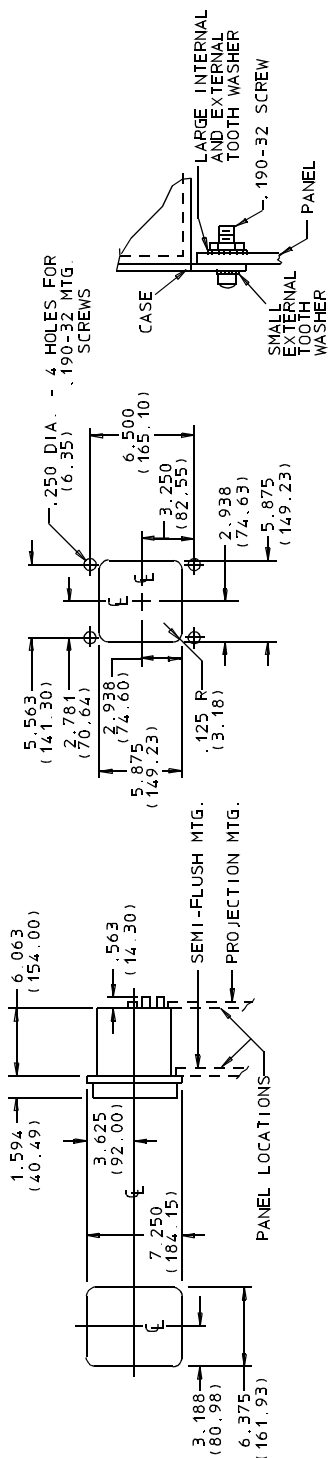 1.594
(40.49)
6.063
(154.00)
.563
(14.30)
3.625
(92.00)
7.250
(184.15)
3.188
(80.98)
6.375
(161.93)
SEMI-FLUSH MTG.
PROJECTION MTG.
PANEL LOCATIONS
5.563
(141.30)
2.781
(70.64)
2.938
(74.60)
5.875
(149.23)
.125 R
(3.18)
.250 DIA. - 4 HOLES FOR
(6.35) .190-32 MTG.
SCREWS
6.500
(165.10)
3.250
(82.55)
2.938
(74.63)
5.875
(149.23)
CASE
LARGE INTERNAL
AND EXTERNAL
TOOTH WASHER
.190-32 SCREW
PANEL
SMALL
EXTERNAL
TOOTH
WASHER